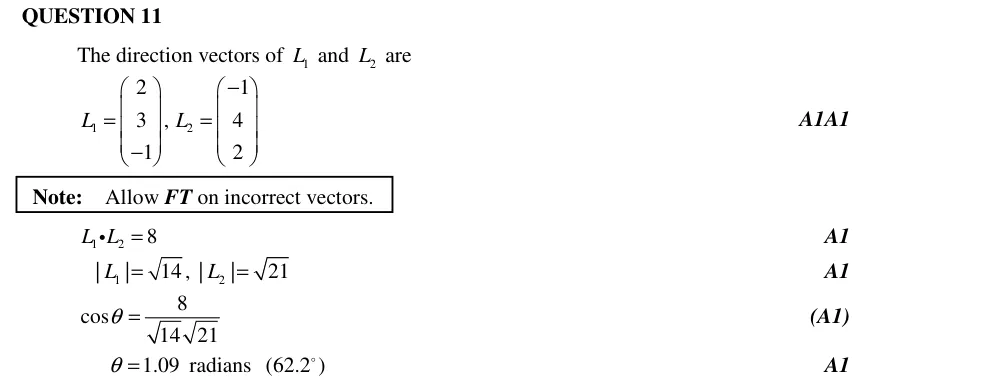 QUESTION 11
The direction vectors of L₁ and L₂ are
L₁ = (2 3 −1), L₂ = (−1 4 2) A1A1
Note: Allow FT on incorrect vectors.
L₁•L₂ = 8 A1
|L₁|= √14, |L₂|= √21 A1
cosθ = 8/(√14√21) (A1)
θ = 1.09 radians (62.2°) A1